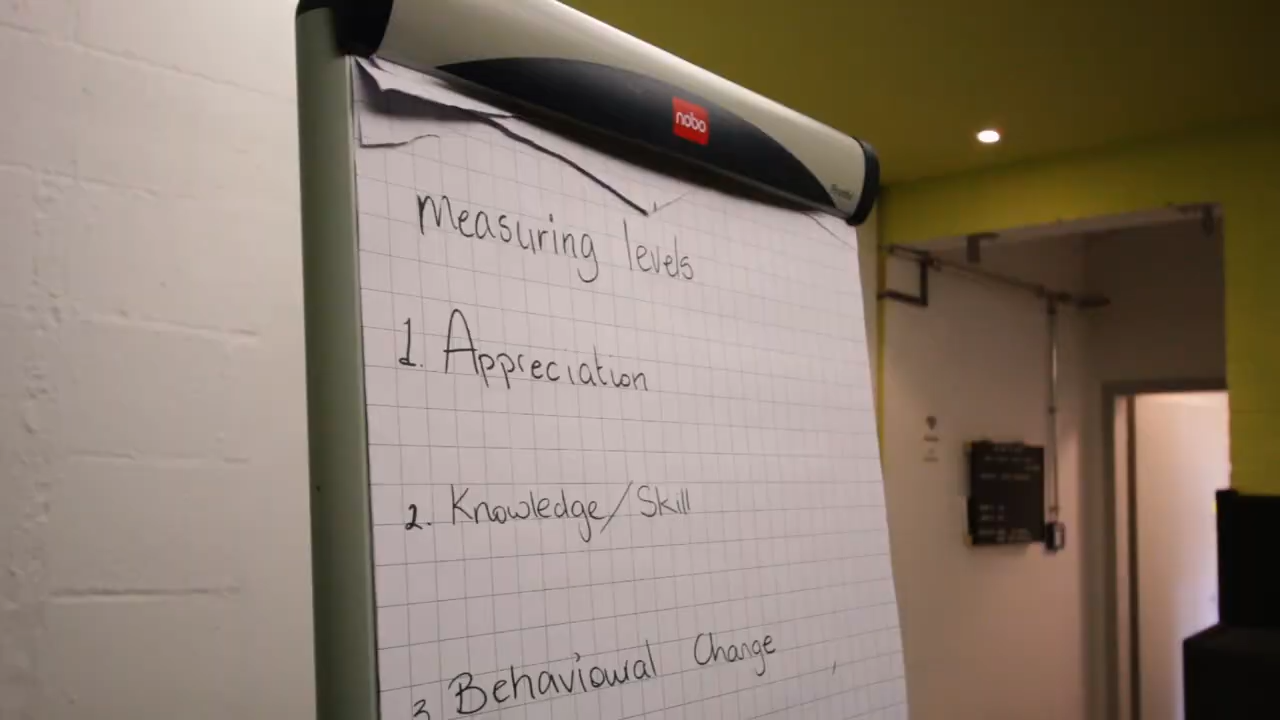 nobo
Measuring levels
1. Appreciation
2. Knowledge/Skill
3 Behavioural Change